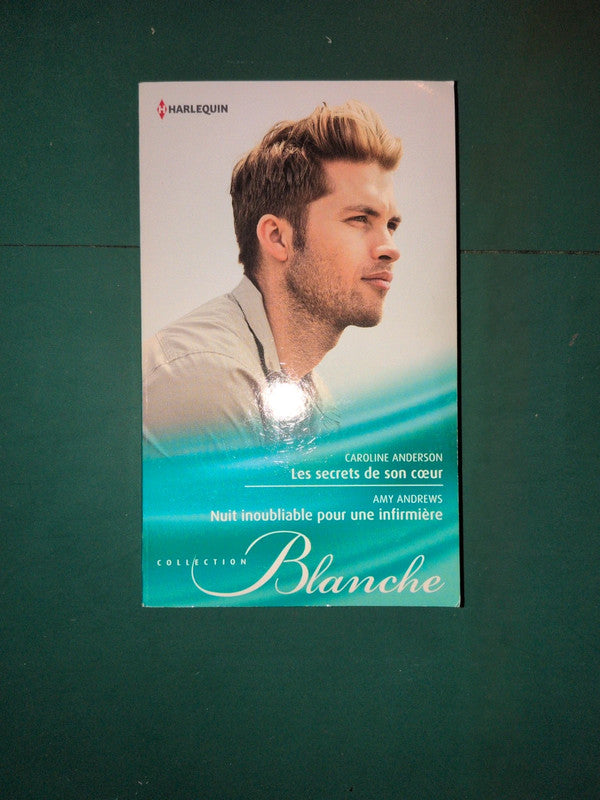 HARLEQUIN
CAROLINE ANDERSON
Les secrets de son cœur
AMY ANDREWS
Nuit inoubliable pour une infirmière
COLLECTION
Blanche